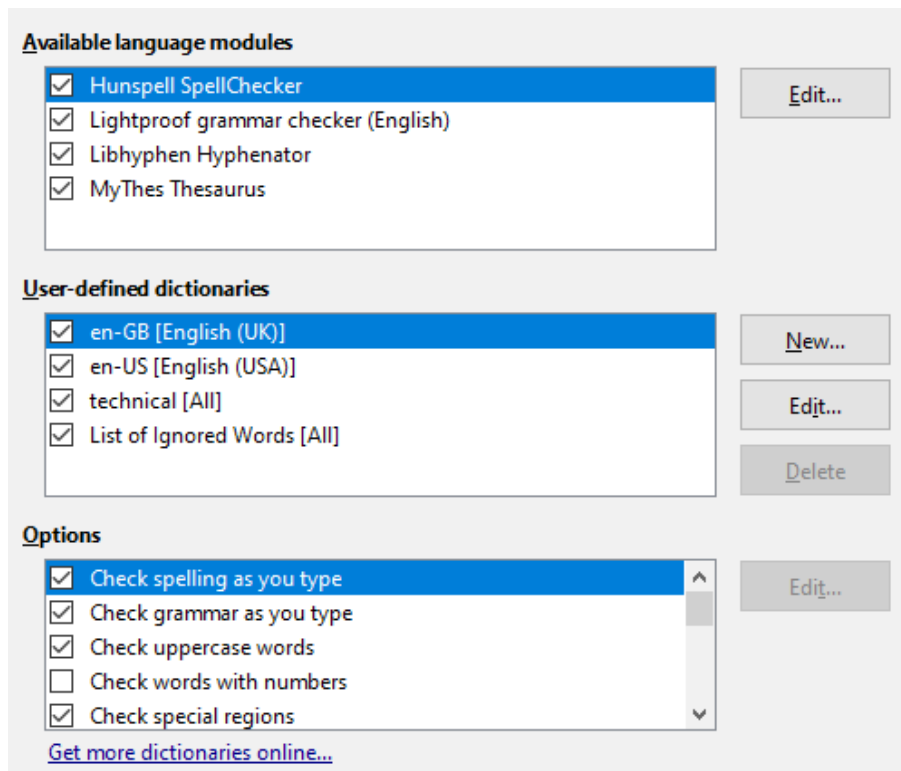 Available language modules
Hunspell SpellChecker
Edit...
Lightproof grammar checker (English)
Libhyphen Hyphenator
MyThes Thesaurus
User-defined dictionaries
en-GB [English (UK)]
New...
en-US [English (USA)]
technical [All]
Edit...
List of Ignored Words [All]
Delete
Options
Check spelling as you type
Edit...
Check grammar as you type
Check uppercase words
Check words with numbers
Check special regions
Get more dictionaries online...